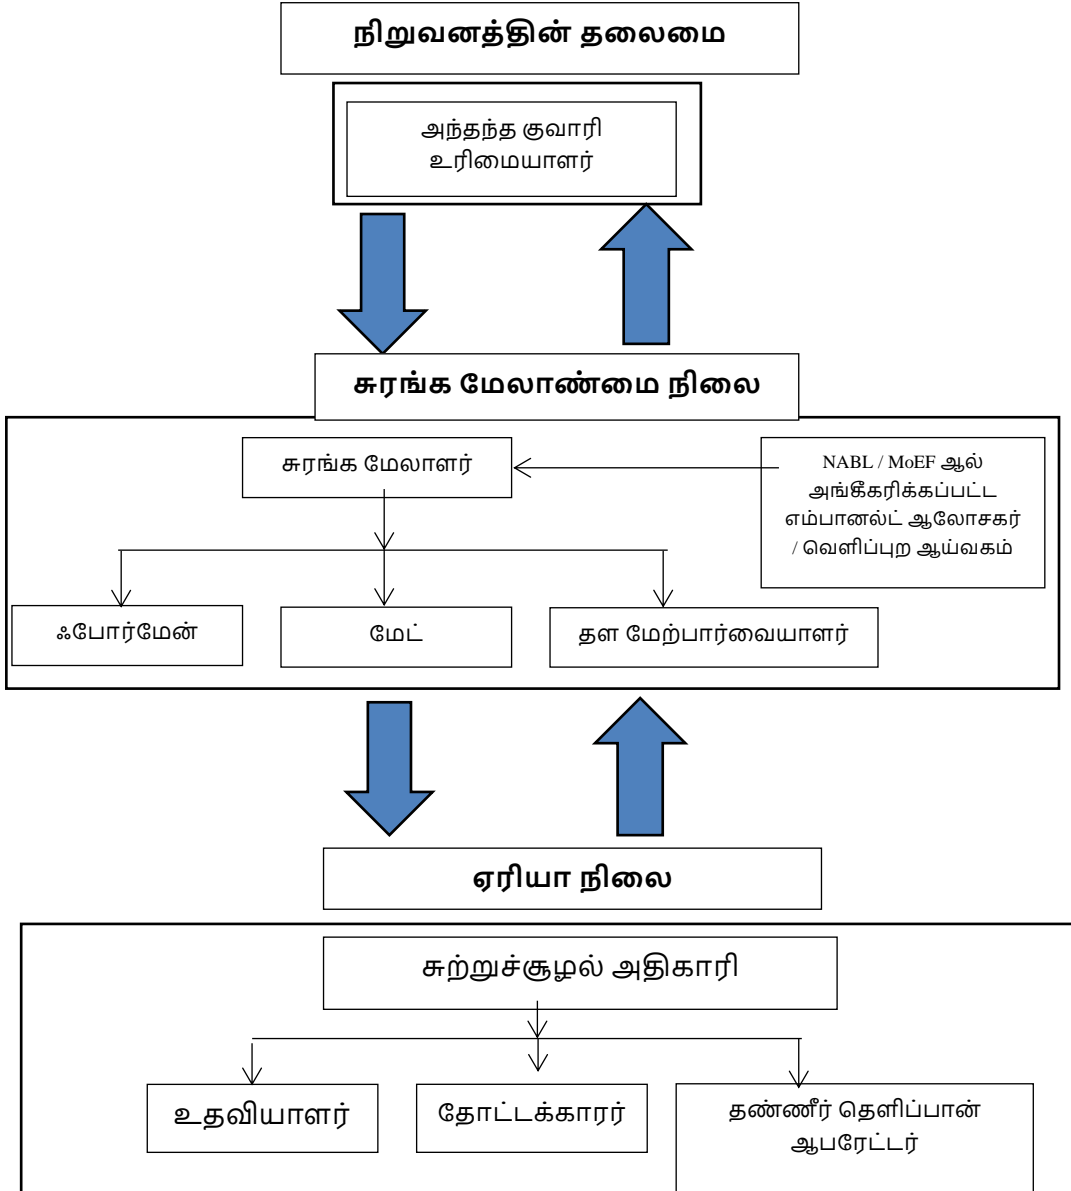 நிறுவனத்தின் தலைமை
அந்தந்த குவாரி
உரிமையாளர்
சுரங்க மேலாண்மை நிலை
சுரங்க மேலாளர்
NABL / MoEF ஆல்
அங்கீகரிக்கப்பட்ட
எம்பானல்ட் ஆலோசகர்
/ வெளிப்புற ஆய்வகம்
ஃபோர்மேன்
மேட்
தள மேற்பார்வையாளர்
ஏரியா நிலை
சுற்றுச்சூழல் அதிகாரி
உதவியாளர்
தோட்டக்காரர்
தண்ணீர் தெளிப்பான்
ஆபரேட்டர்